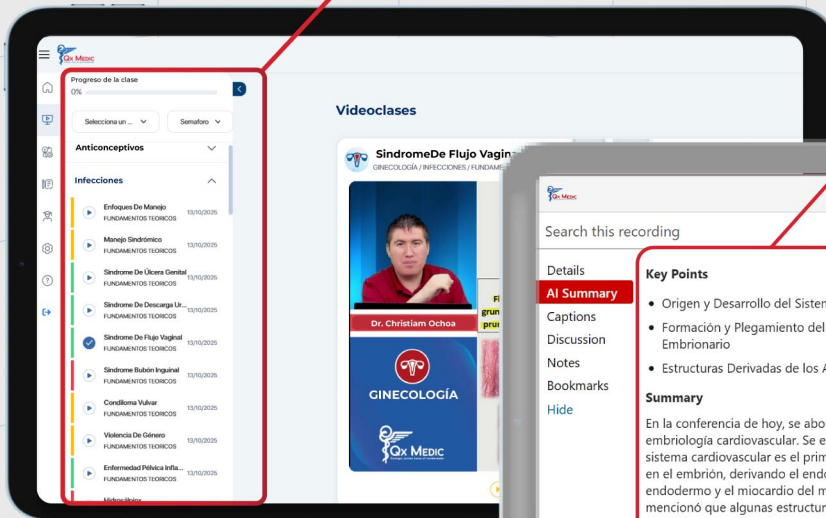 Qx Medic
Progreso de la clase
0%
Selecciona un ...
Semaforo
Anticonceptivos
Infecciones
Enfoques De Manejo
FUNDAMENTOS TEORICOS
13/10/2025
Manejo Sindrómico
FUNDAMENTOS TEORICOS
13/10/2025
Sindrome De Úlcera Genital
FUNDAMENTOS TEORICOS
13/10/2025
Sindrome De Descarga Ur...
FUNDAMENTOS TEORICOS
13/10/2025
Sindrome De Flujo Vaginal
FUNDAMENTOS TEORICOS
13/10/2025
Sindrome Bubón Inguinal
FUNDAMENTOS TEORICOS
13/10/2025
Condiloma Vulvar
FUNDAMENTOS TEORICOS
13/10/2025
Violencia De Género
FUNDAMENTOS TEORICOS
13/10/2025
Enfermedad Pélvica Infla...
FUNDAMENTOS TEORICOS
13/10/2025
Videoclases
SindromeDe Flujo Vagin
GINECOLOGÍA / INFECCIONES / FUNDAME
Dr. Christiam Ochoa
GINECOLOGÍA
Qx Medic
Qx Medic
Search this recording
Details
AI Summary
Captions
Discussion
Notes
Bookmarks
Hide
Key Points
Origen y Desarrollo del Sisten
Formación y Plegamiento del
Embrionario
Estructuras Derivadas de los A
Summary
En la conferencia de hoy, se abo
embriología cardiovascular. Se e
sistema cardiovascular es el prim
en el embrión, derivando el endo
endodermo y el miocardio del m
mencionó que algunas estructur